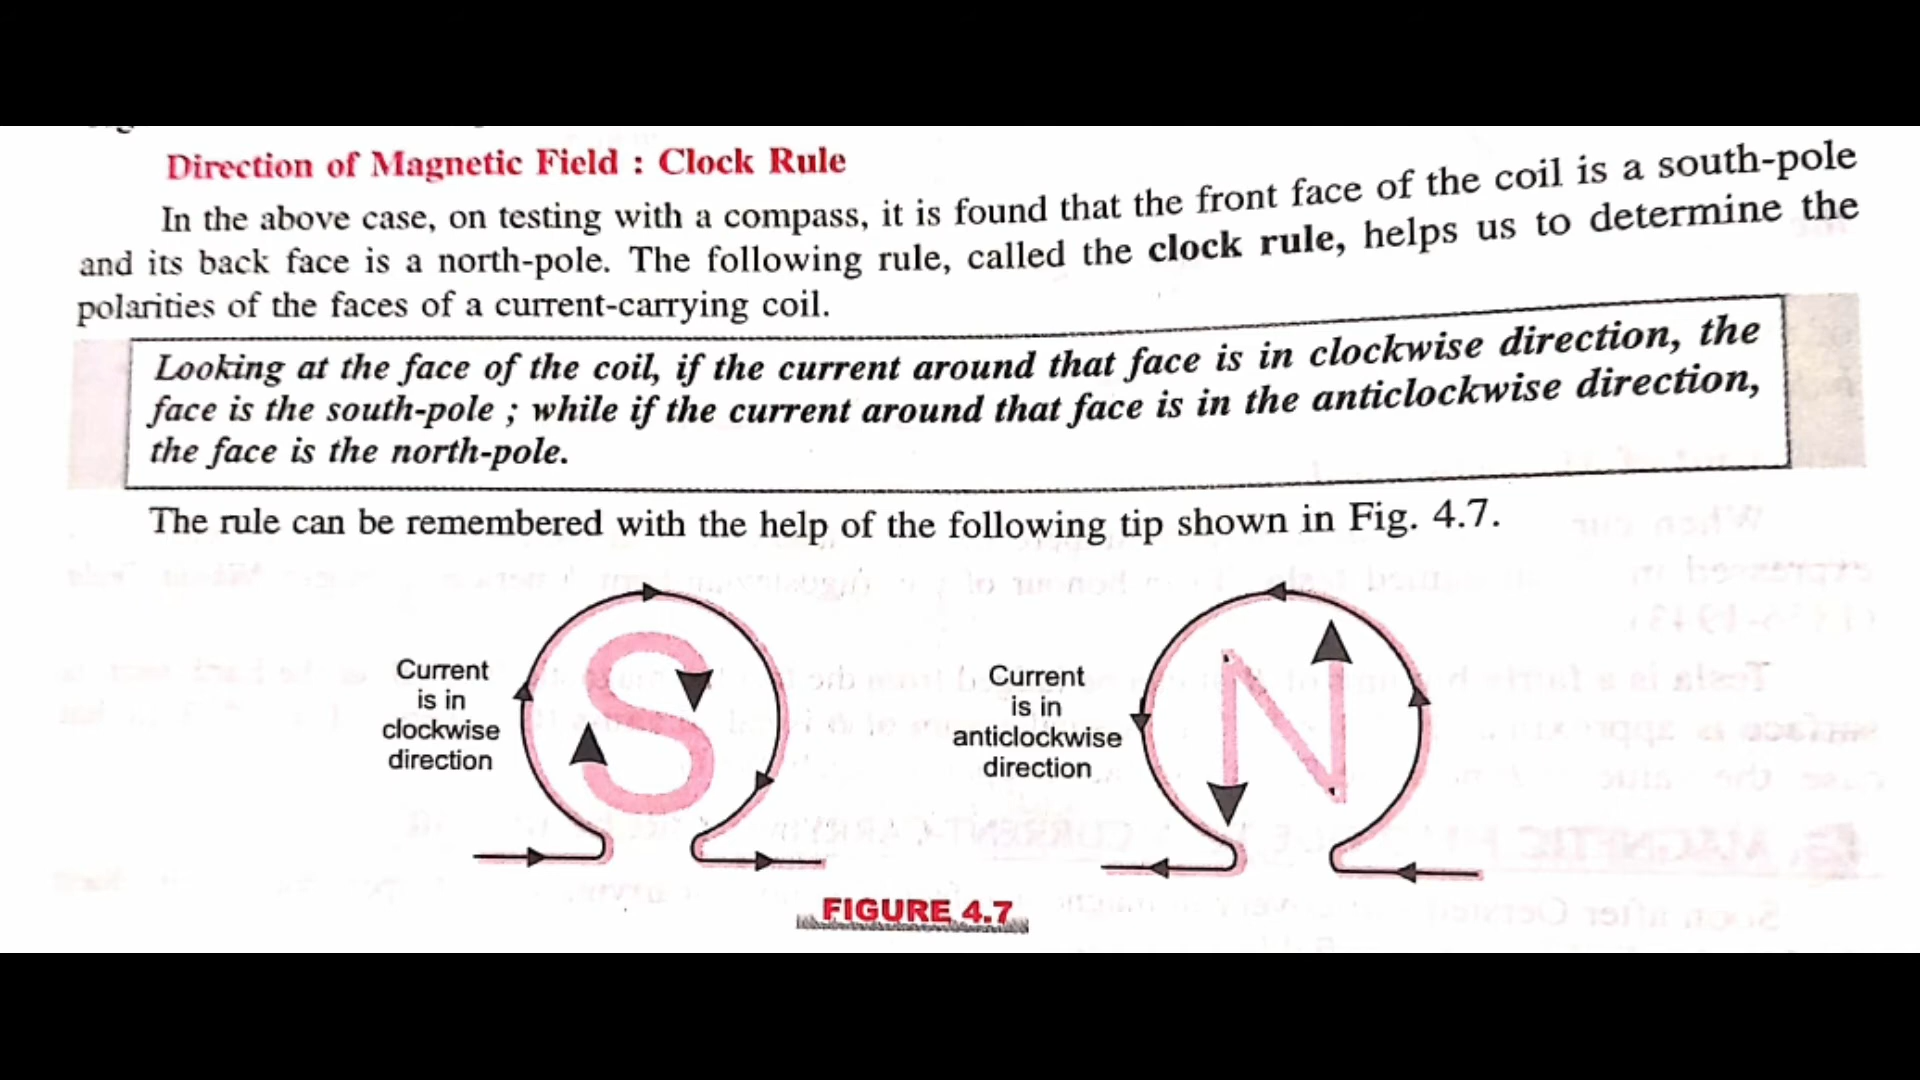 Direction of Magnetic Field : Clock Rule
In the above case, on testing with a compass, it is found that the front face of the coil is a south-pole
and its back face is a north-pole. The following rule, called the clock rule, helps us to determine the
polarities of the faces of a current-carrying coil.
Looking at the face of the coil, if the current around that face is in clockwise direction, the
face is the south-pole ; while if the current around that face is in the anticlockwise direction,
the face is the north-pole.
The rule can be remembered with the help of the following tip shown in Fig. 4.7.
Current
is in
clockwise
direction
S
Current
is in
anticlockwise
direction
N
FIGURE 4.7